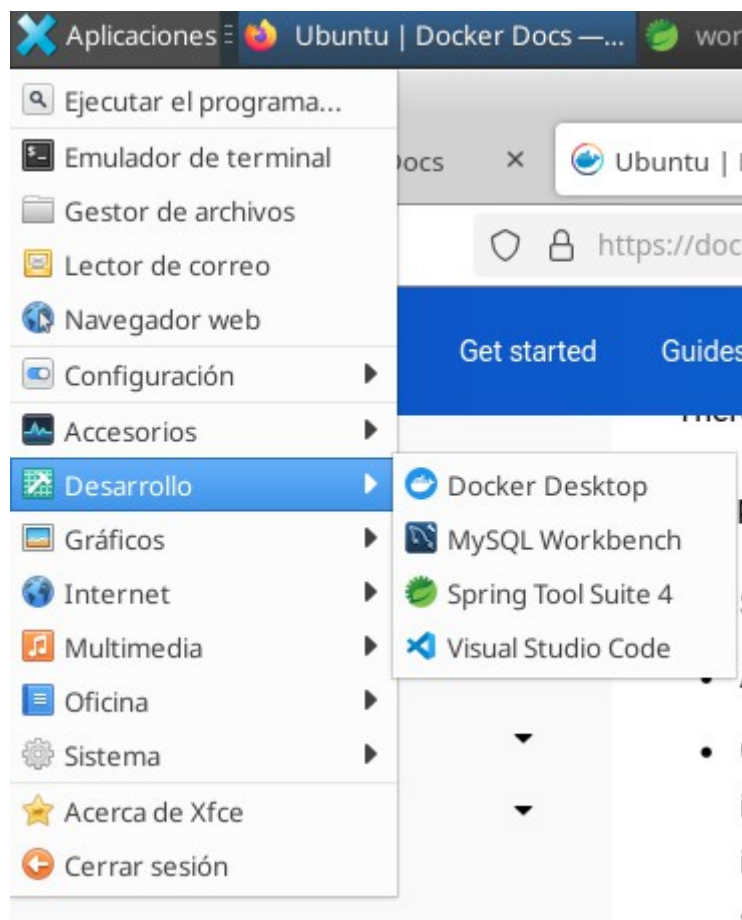 Aplicaciones
Ubuntu | Docker Docs —...
Ejecutar el programa...
Emulador de terminal
Gestor de archivos
Lector de correo
Navegador web
Configuración
Accesorios
Desarrollo
Gráficos
Internet
Multimedia
Oficina
Sistema
Acerca de Xfce
Cerrar sesión
Docker Desktop
MySQL Workbench
Spring Tool Suite 4
Visual Studio Code
Ubuntu |
https://doc
Get started
Guides